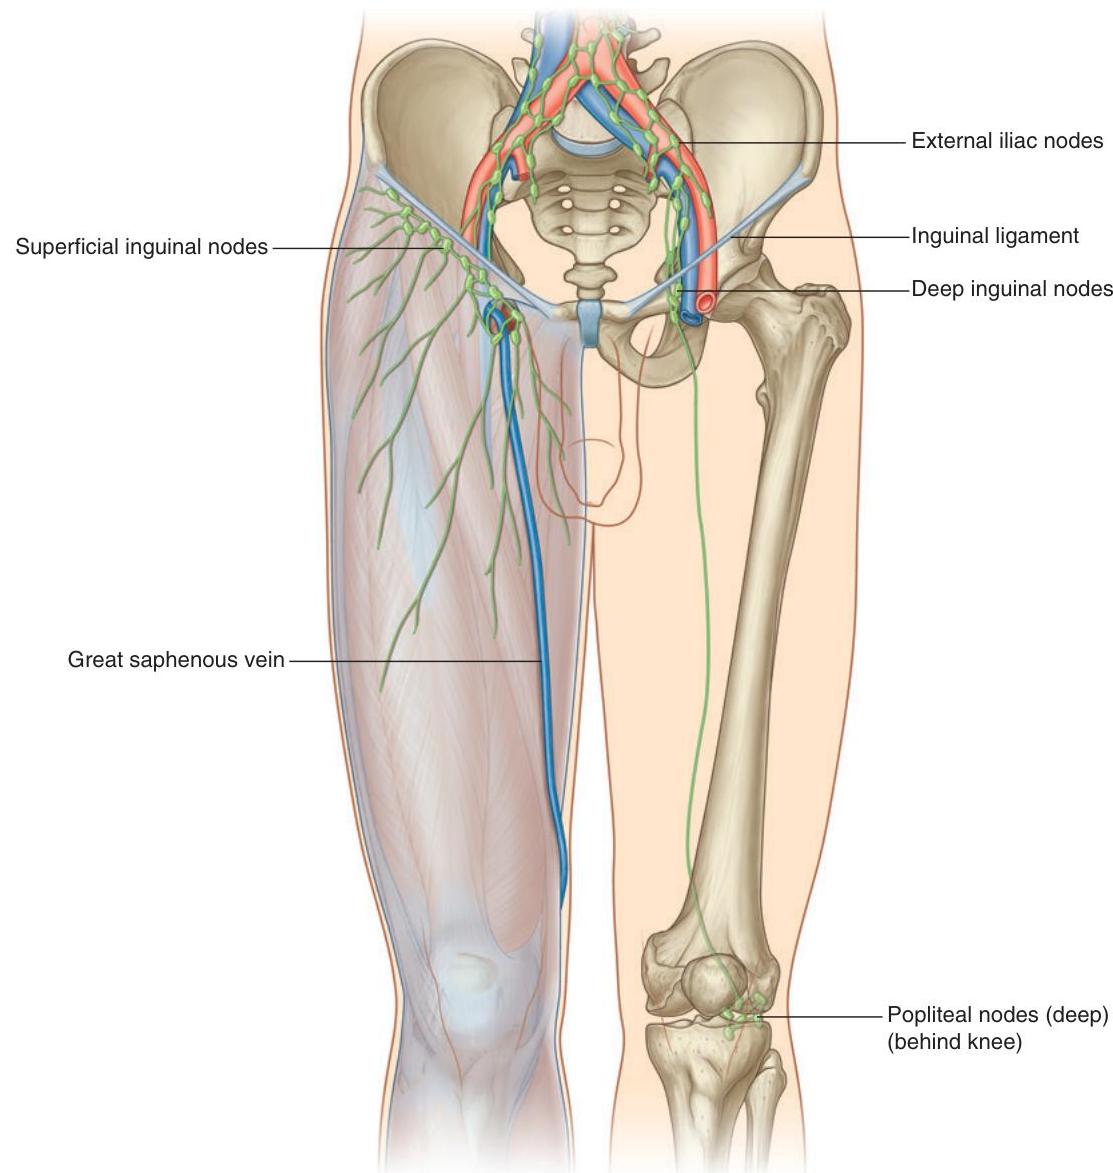 External iliac nodes
Inguinal ligament
Superficial inguinal nodes
Deep inguinal nodes
Great saphenous vein
Popliteal nodes (deep)
(behind knee)